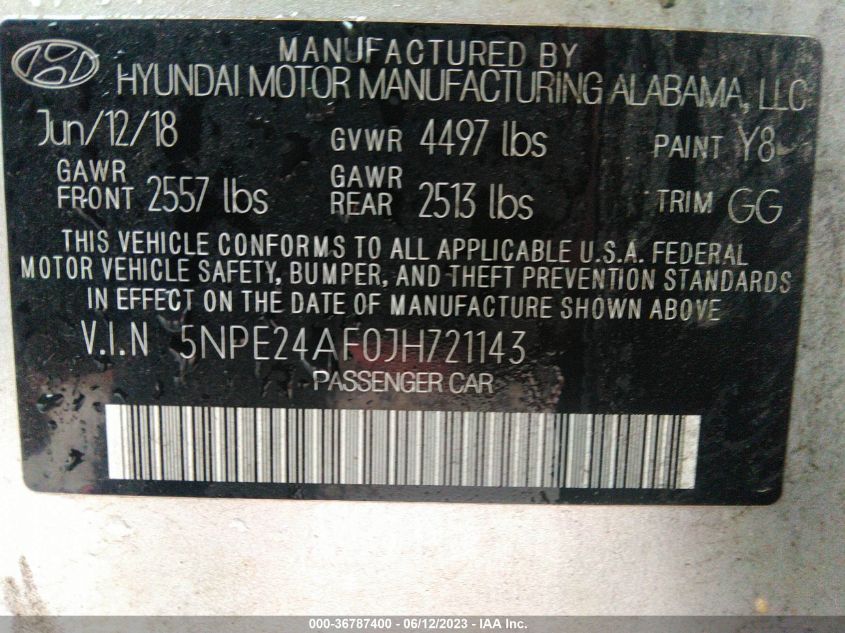 MANUFACTURED BY
HYUNDAI MOTOR MANUFACTURING ALABAMA, LLC
Jun/12/18 GVWR 4497 lbs PAINT Y8
GAWR FRONT 2557 lbs GAWR REAR 2513 lbs TRIM GG
THIS VEHICLE CONFORMS TO ALL APPLICABLE U.S.A. FEDERAL
MOTOR VEHICLE SAFETY, BUMPER, AND THEFT PREVENTION STANDARDS
IN EFFECT ON THE DATE OF MANUFACTURE SHOWN ABOVE
V.I.N 5NPE24AF0JH721143
PASSENGER CAR
000-36787400 - 06/12/2023 - © IAA Inc.